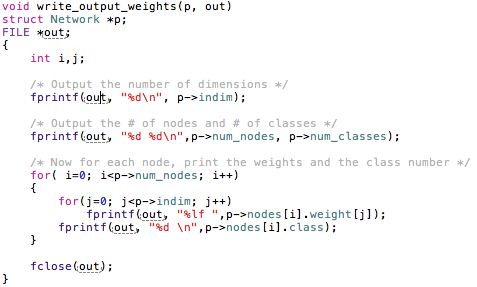 void write_output_weights(p, out)
struct Network *p;
FILE *out;
{
    int i,j;

    /* Output the number of dimensions */
    fprintf(out, "%d\n", p->indim);

    /* Output the # of nodes and # of classes */
    fprintf(out, "%d %d\n",p->num_nodes, p->num_classes);

    /* Now for each node, print the weights and the class number */
    for( i=0; i<p->num_nodes; i++)
    {
        for(j=0; j<p->indim; j++)
            fprintf(out, "%lf ",p->nodes[i].weight[j]);
        fprintf(out, "%d \n",p->nodes[i].class);
    }

    fclose(out);
}